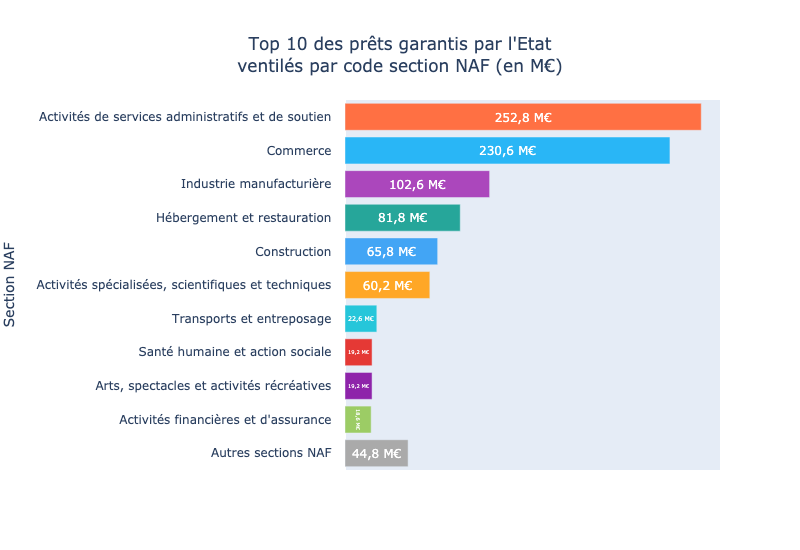 Top 10 des prêts garantis par l'Etat
ventilés par code section NAF (en M€)
Section NAF
Activités de services administratifs et de soutien 252,8 M€
Commerce 230,6 M€
Industrie manufacturière 102,6 M€
Hébergement et restauration 81,8 M€
Construction 65,8 M€
Activités spécialisées, scientifiques et techniques 60,2 M€
Transports et entreposage 22,6 M€
Santé humaine et action sociale 19,2 M€
Arts, spectacles et activités récréatives 19,2 M€
Activités financières et d'assurance
Autres sections NAF 44,8 M€